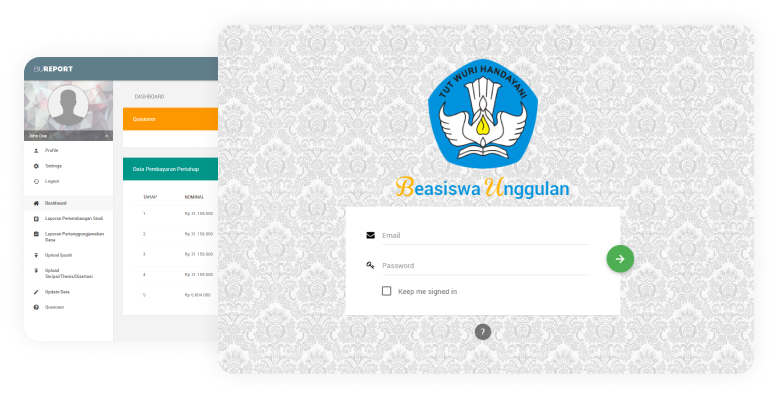 BUREPORT
John Doe
Profile
Settings
Logout
Dashboard
Laporan Perkembangan Studi
Laporan Pertanggungjawaban
Dana
Upload Ijazah
Upload
Skripsi/Thesis/Disertasi
Update Data
Quesioner
DASHBOARD
Quisioner
Data Pembayaran Pertahap
TAHAP NOMINAL
1 Rp 31.159.000
2 Rp 31.159.000
3 Rp 31.159.000
4 Rp 31.159.000
5 Rp 6.804.000
TUT WURI HANDAYANI
Beasiswa Unggulan
Email
Password
Keep me signed in
?